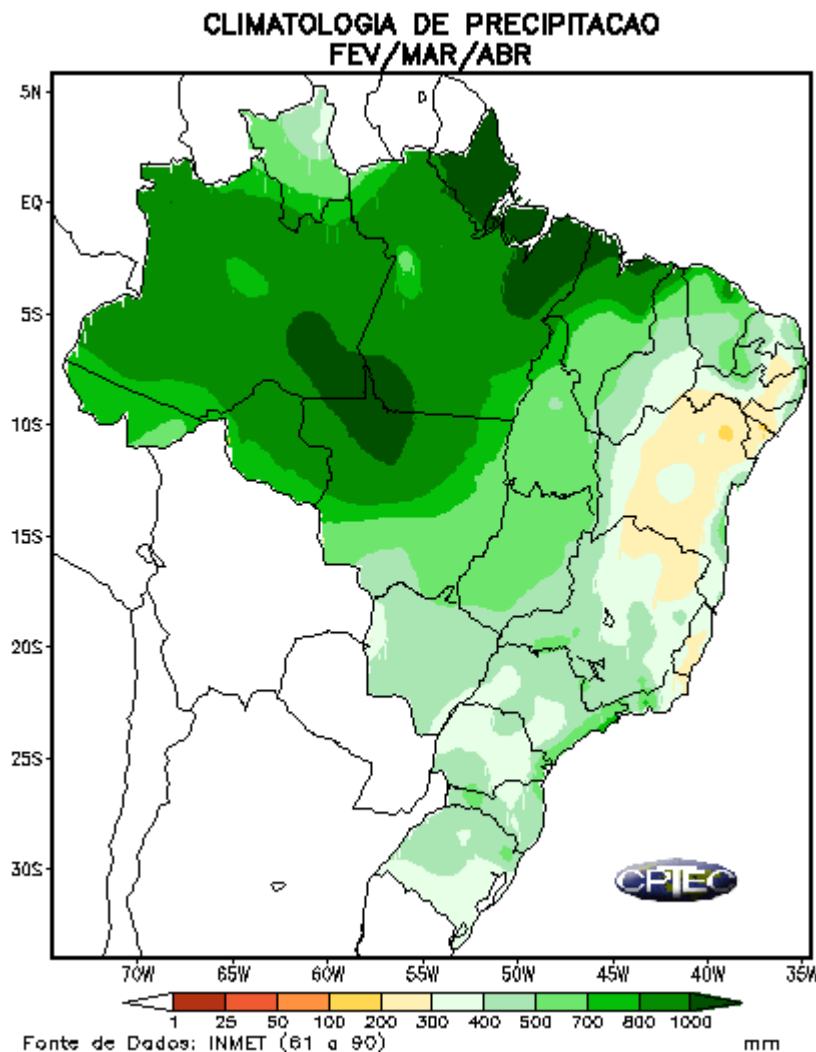 CLIMATOLOGIA DE PRECIPITACAO
FEV/MAR/ABR
5N
EQ
5S
10S
15S
20S
25S
30S
CPTEC
70W 65W 60W 55W 50W 45W 40W 35W
1 25 50 100 200 300 400 500 700 800 1000
Fonte de Dados: INMET (61 a 90) mm